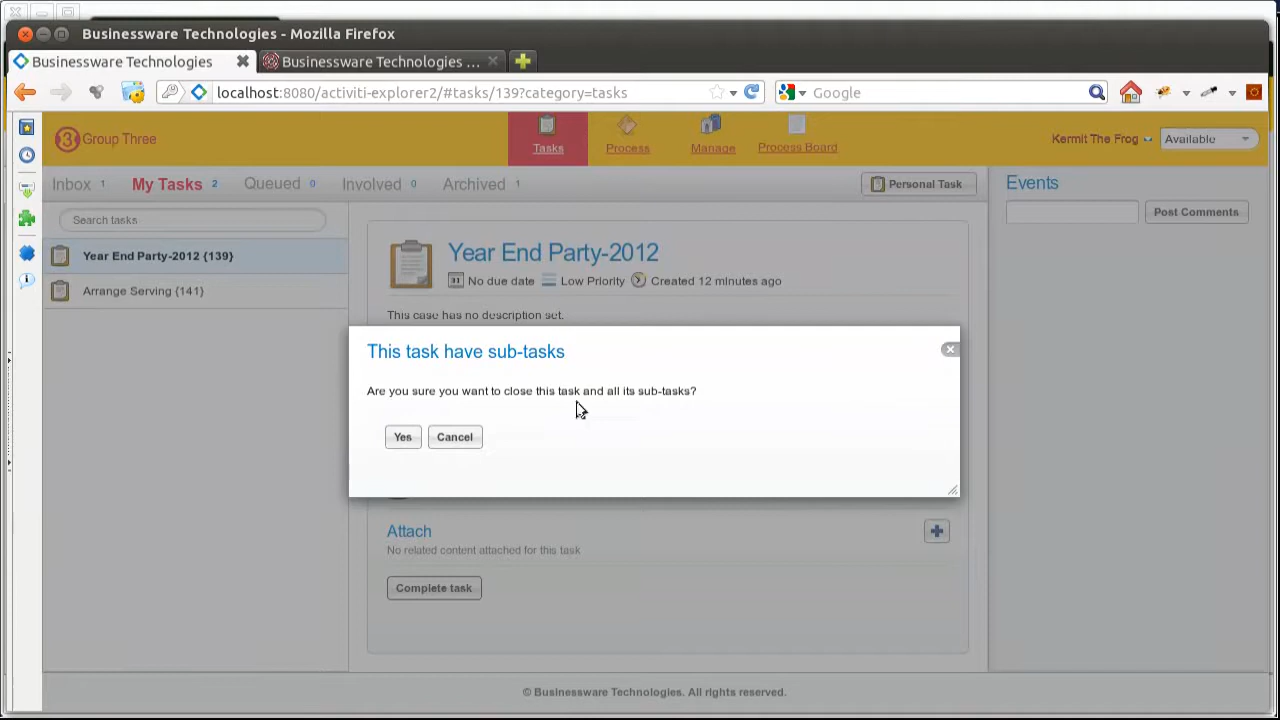 Businessware Technologies - Mozilla Firefox
Businessware Technologies
Businessware Technologies ...
localhost:8080/activiti-explorer2/#tasks/139?category=tasks
Google
3 Group Three
Tasks
Process
Manage
Process Board
Kermit The Frog
Available
Inbox 1
My Tasks 2
Queued 0
Involved 0
Archived 1
Personal Task
Events
Search tasks
Post Comments
Year End Party-2012 {139}
Arrange Serving {141}
Year End Party-2012
31 No due date
Low Priority
Created 12 minutes ago
This case has no description set.
This task have sub-tasks
Are you sure you want to close this task and all its sub-tasks?
Yes
Cancel
Attach
No related content attached for this task
Complete task
© Businessware Technologies. All rights reserved.